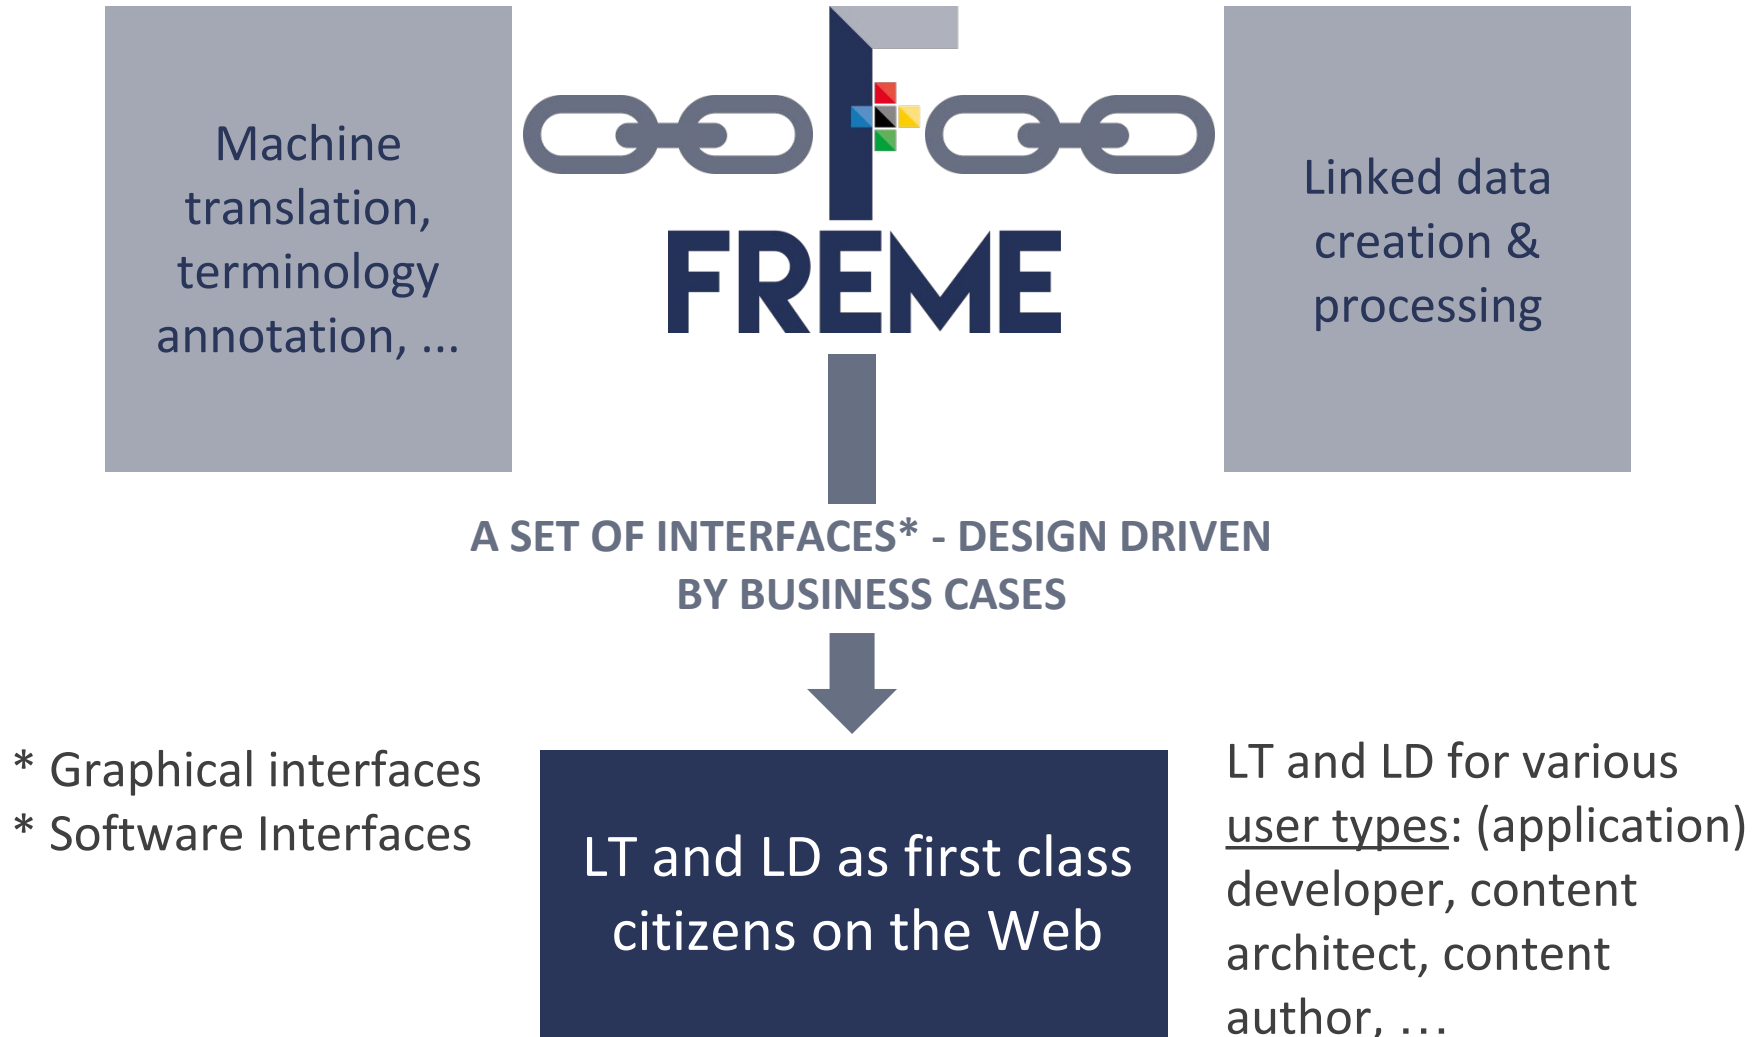 Machine
translation,
terminology
annotation, ...
FREME
Linked data
creation &
processing
A SET OF INTERFACES* - DESIGN DRIVEN
BY BUSINESS CASES
* Graphical interfaces
* Software Interfaces
LT and LD as first class
citizens on the Web
LT and LD for various
user types: (application)
developer, content
architect, content
author, …